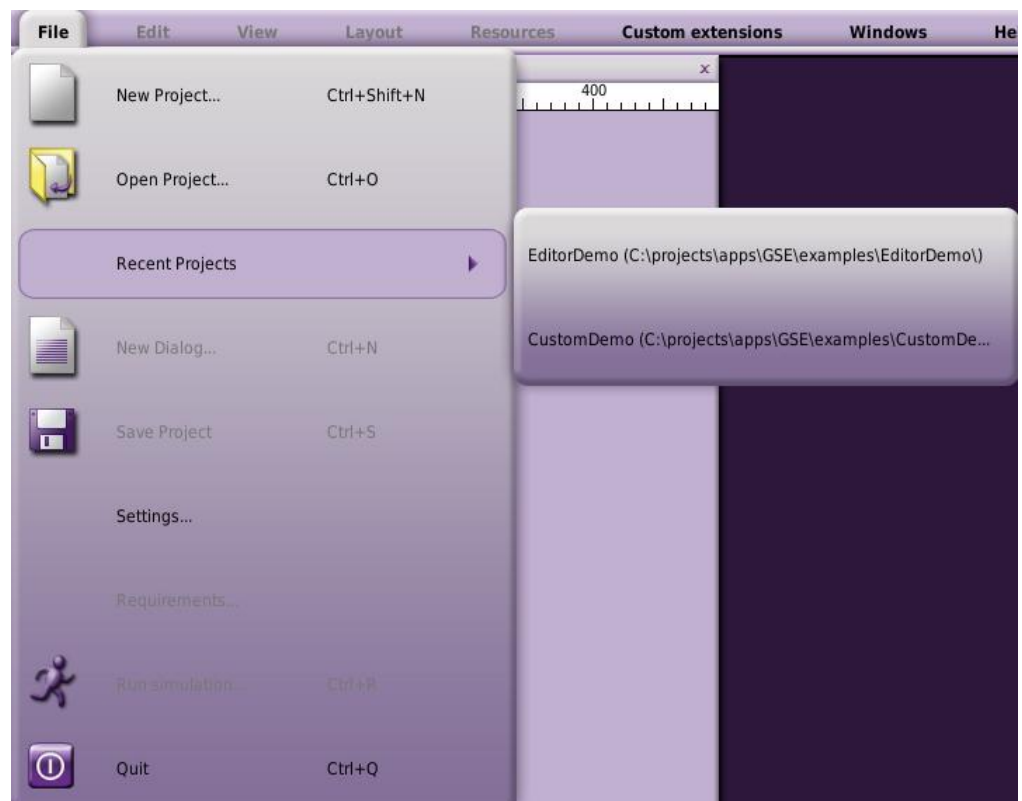 File Edit View Layout Resources Custom extensions Windows He
x
400
New Project... Ctrl+Shift+N
Open Project... Ctrl+O
Recent Projects
EditorDemo (C:\projects\apps\GSE\examples\EditorDemo\)
CustomDemo (C:\projects\apps\GSE\examples\CustomDe...
New Dialog... Ctrl+N
Save Project Ctrl+S
Settings...
Requirements...
Run simulation... Ctrl+R
Quit Ctrl+Q